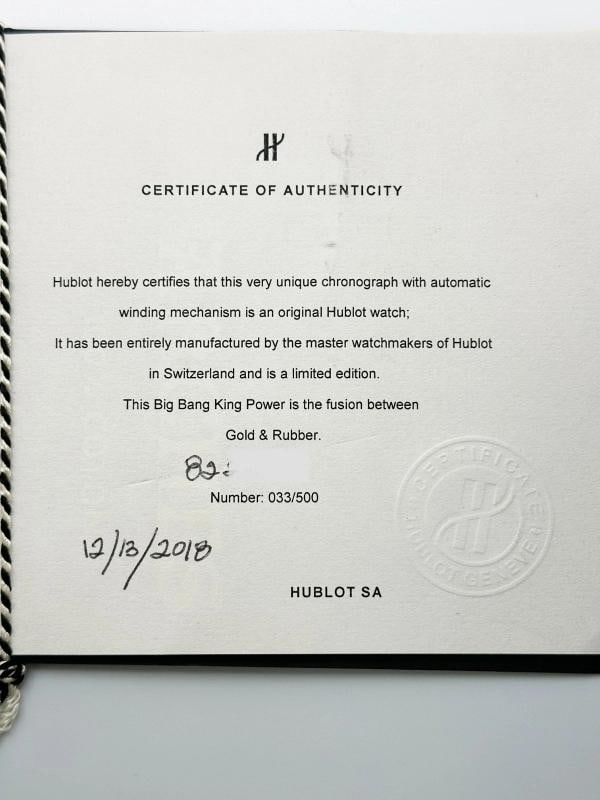 CERTIFICATE OF AUTHENTICITY
Hublot hereby certifies that this very unique chronograph with automatic
winding mechanism is an original Hublot watch;
It has been entirely manufactured by the master watchmakers of Hublot
in Switzerland and is a limited edition.
This Big Bang King Power is the fusion between
Gold & Rubber.
82
Number: 033/500
12/13/2018
HUBLOT SA
CERTIFICATE
HUBLOT GENEVE